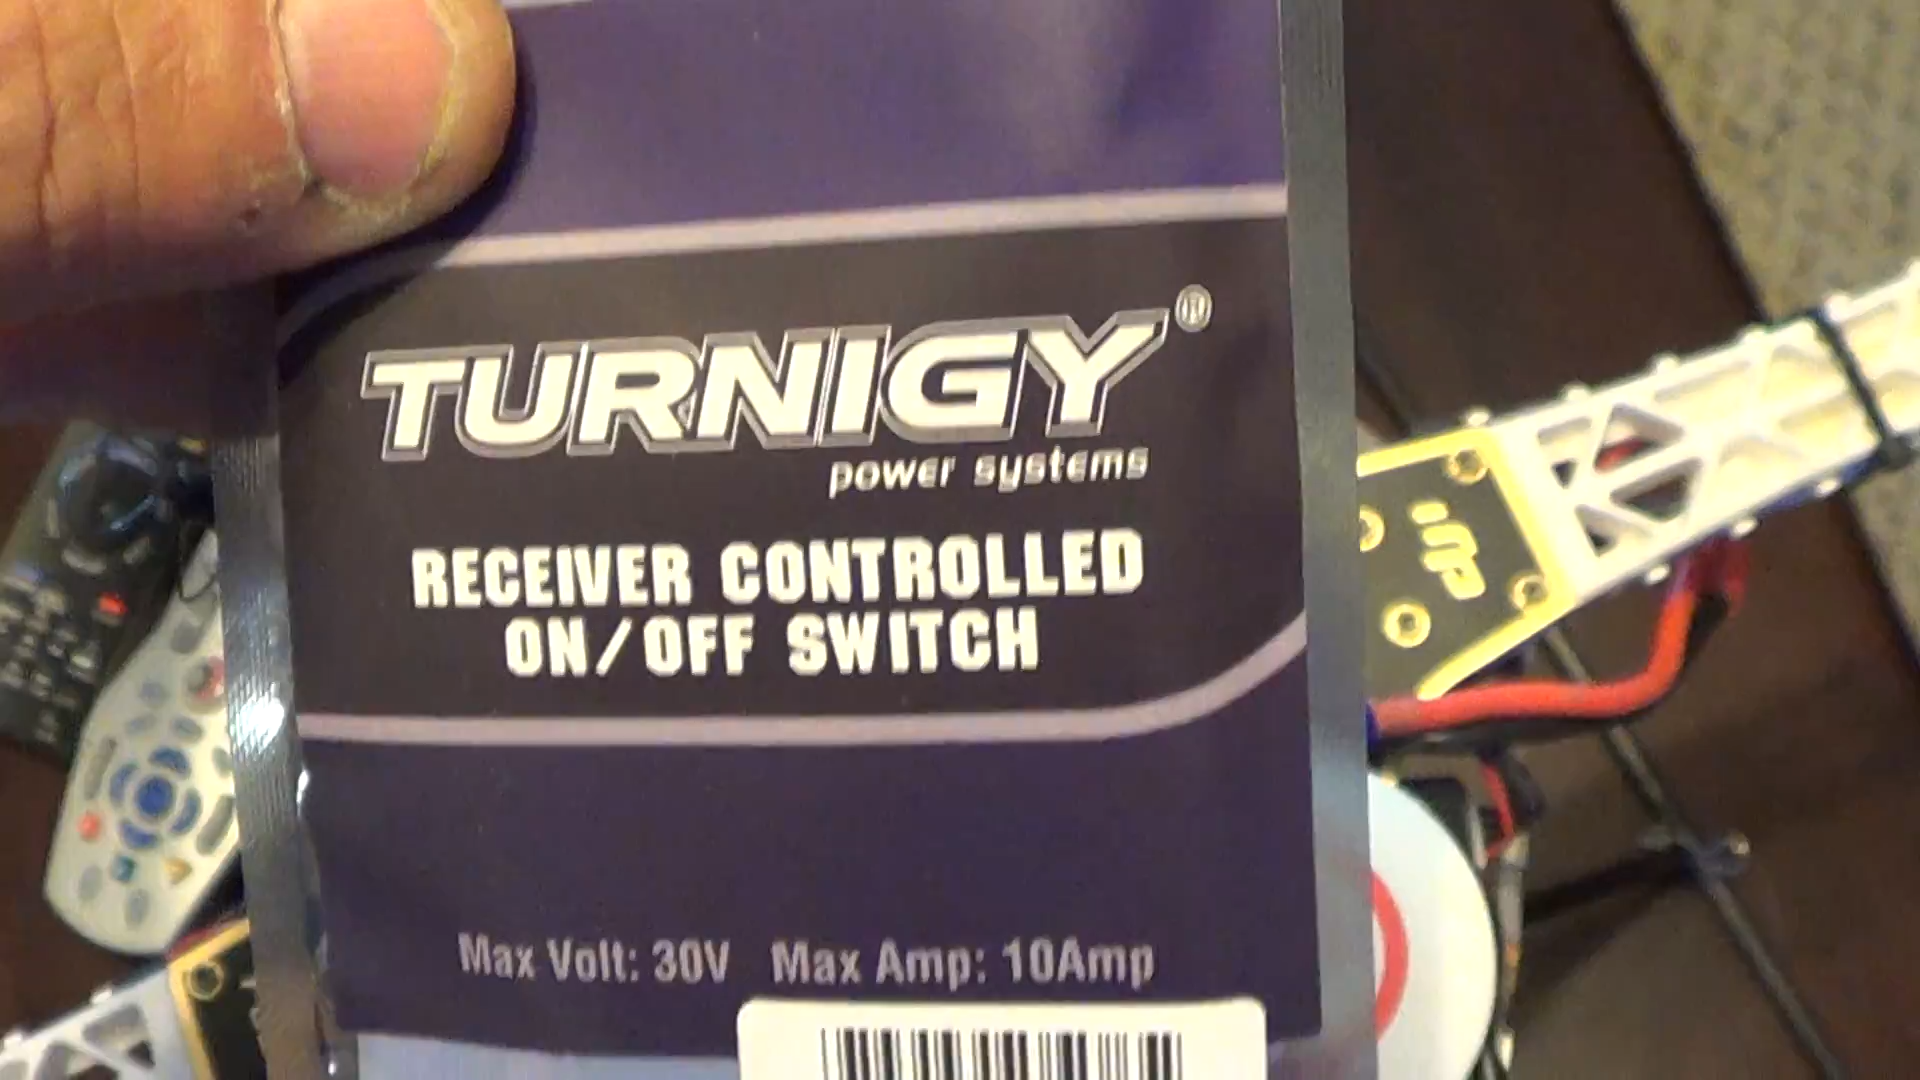 TURNIGY®
power systems
RECEIVER CONTROLLED
ON/OFF SWITCH
Max Volt: 30V Max Amp: 10Amp